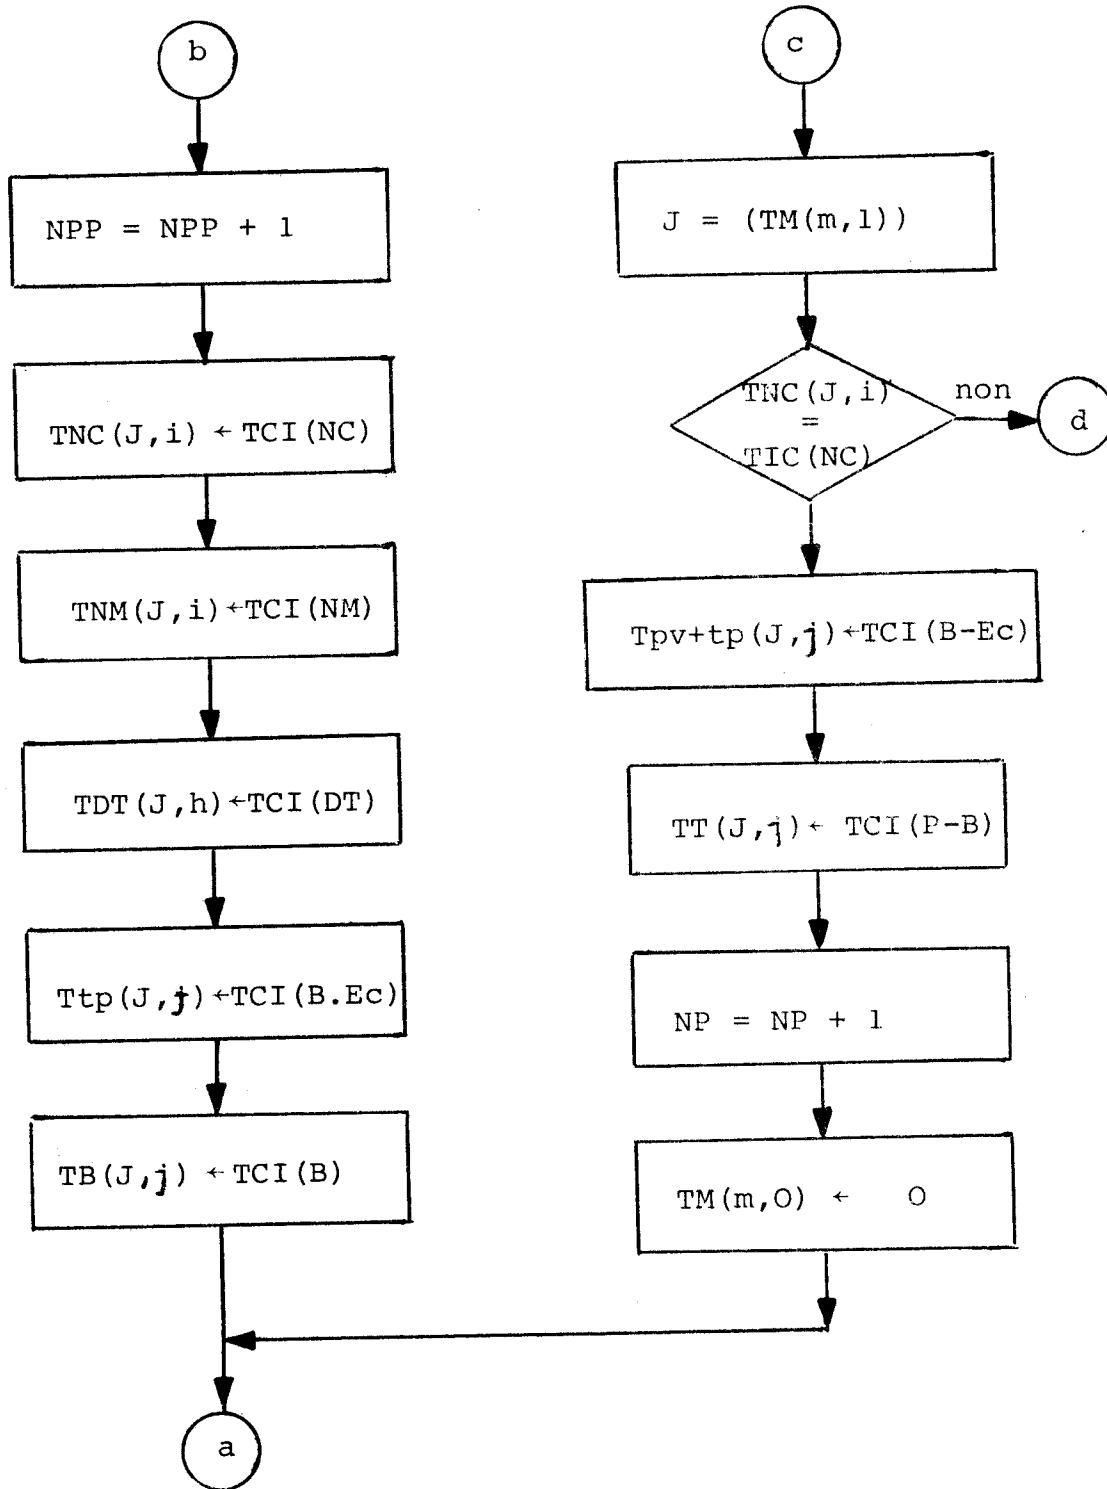 b
NPP = NPP + 1
TNC(J,i) ← TCI(NC)
TNM(J,i)←TCI(NM)
TDT(J,h)←TCI(DT)
Ttp(J,j)←TCI(B.Ec)
TB(J,j) ←TCI(B)
a
c
J = (TM(m,1))
TNC(J,i)
=
TIC(NC)
non
d
Tpv+tp(J,j)←TCI(B-Ec)
TT(J,j)← TCI(P-B)
NP = NP + 1
TM(m,O) ← O